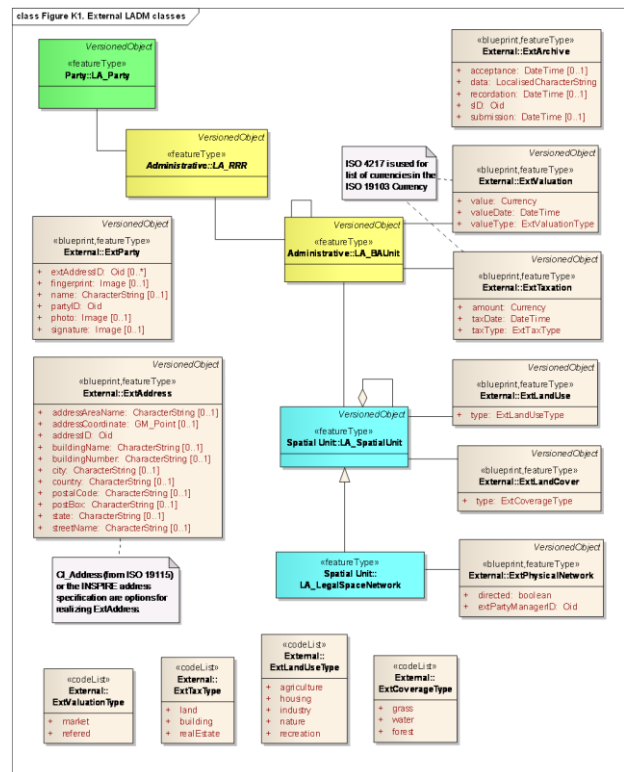 class Figure K1. External LADM classes
VersionedObject
«featureType»
Party::LA_Party
VersionedObject
«featureType»
Administrative::LA_RRR
ISO 4217 is used for
list of currencies in the
ISO 19103 Currency
VersionedObject
«featureType»
Administrative::LA_BAUnit
VersionedObject
«blueprint,featureType»
External::ExtArchive
+ acceptance: DateTime [0..1]
+ data: LocalisedCharacterString
+ recordation: DateTime [0..1]
+ sID: Oid
+ submission: DateTime [0..1]
VersionedObject
«blueprint,featureType»
External::ExtValuation
+ value: Currency
+ valueDate: DateTime
+ valueType: ExtValuationType
VersionedObject
«blueprint,featureType»
External::ExtParty
+ extAddressID: Oid [0..*]
+ fingerprint: Image [0..1]
+ name: CharacterString [0..1]
+ partyID: Oid
+ photo: Image [0..1]
+ signature: Image [0..1]
VersionedObject
«blueprint,featureType»
External::ExtTaxation
+ amount: Currency
+ taxDate: DateTime
+ taxType: ExtTaxType
VersionedObject
«blueprint,featureType»
External::ExtAddress
+ addressAreaName: CharacterString [0..1]
+ addressCoordinate: GM_Point [0..1]
+ addressID: Oid
+ buildingName: CharacterString [0..1]
+ buildingNumber: CharacterString [0..1]
+ city: CharacterString [0..1]
+ country: CharacterString [0..1]
+ postalCode: CharacterString [0..1]
+ postBox: CharacterString [0..1]
+ state: CharacterString [0..1]
+ streetName: CharacterString [0..1]
VersionedObject
«featureType»
Spatial Unit::LA_SpatialUnit
VersionedObject
«blueprint,featureType»
External::ExtLandUse
+ type: ExtLandUseType
VersionedObject
«blueprint,featureType»
External::ExtLandCover
+ type: ExtCoverageType
CI_Address (from ISO 19115)
or the INSPIRE address
specification are options for
realizing ExtAddress.
«featureType»
Spatial Unit::
LA_LegalSpaceNetwork
VersionedObject
«blueprint,featureType»
External::ExtPhysicalNetwork
+ directed: boolean
+ extPartyManagerID: Oid
«codeList»
External::
ExtValuationType
+ market
+ refered
«codeList»
External::
ExtTaxType
+ land
+ building
+ realEstate
«codeList»
External::
ExtLandUseType
+ agriculture
+ housing
+ industry
+ nature
+ recreation
«codeList»
External::
ExtCoverageType
+ grass
+ water
+ forest